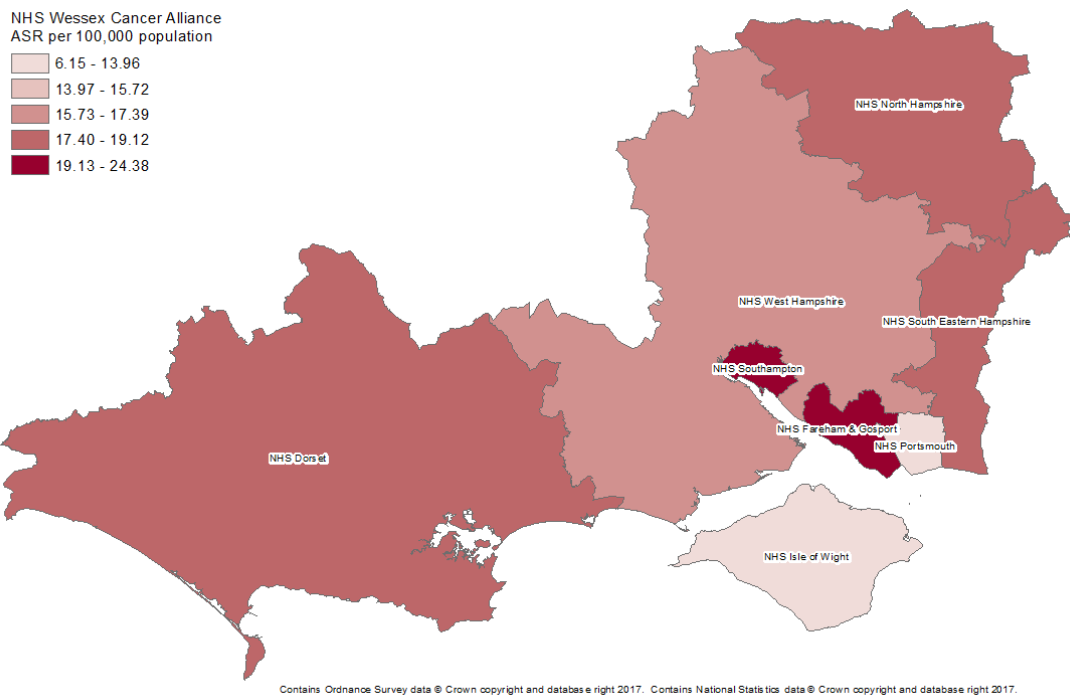 NHS Wessex Cancer Alliance
ASR per 100,000 population
6.15 - 13.96
13.97 - 15.72
15.73 - 17.39
17.40 - 19.12
19.13 - 24.38
NHS North Hampshire
NHS West Hampshire
NHS South Eastern Hampshire
NHS Southampton
NHS Fareham & Gosport
NHS Portsmouth
NHS Dorset
NHS Isle of Wight
Contains Ordnance Survey data © Crown copyright and database right 2017. Contains National Statistics data © Crown copyright and database right 2017.